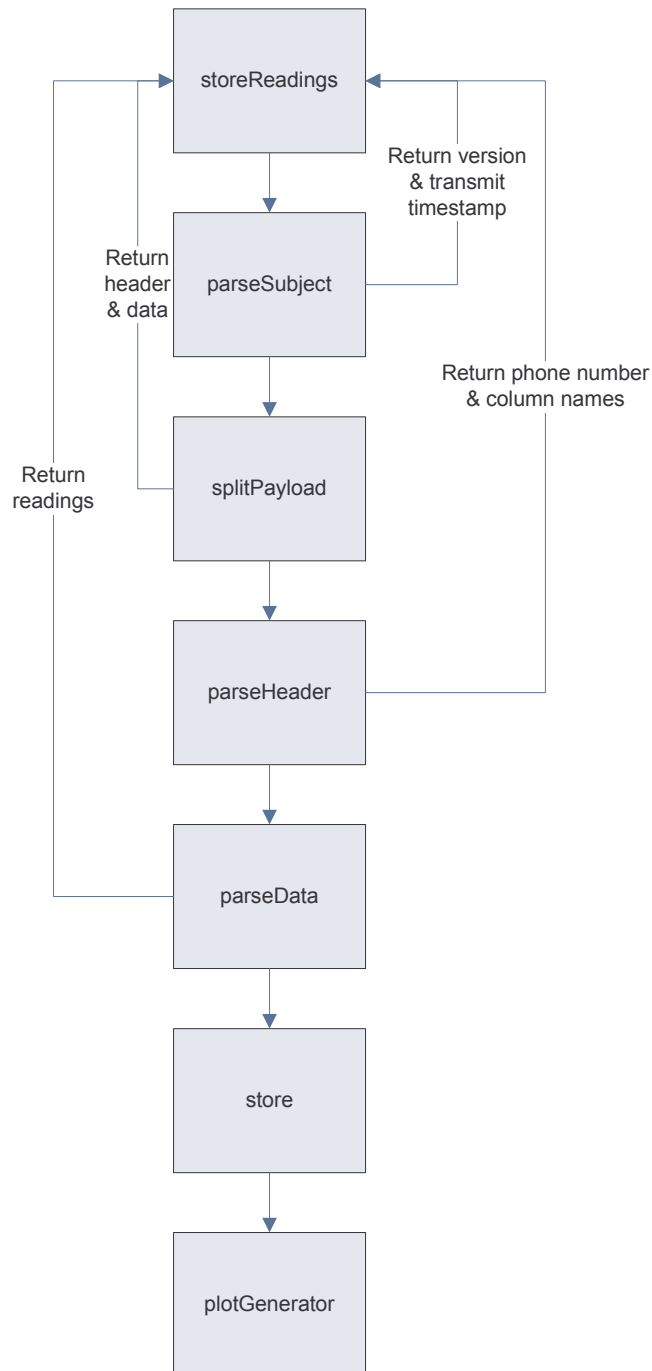 storeReadings
Return version
& transmit
timestamp
Return
header
& data
parseSubject
Return phone number
& column names
Return
readings
splitPayload
parseHeader
parseData
store
plotGenerator